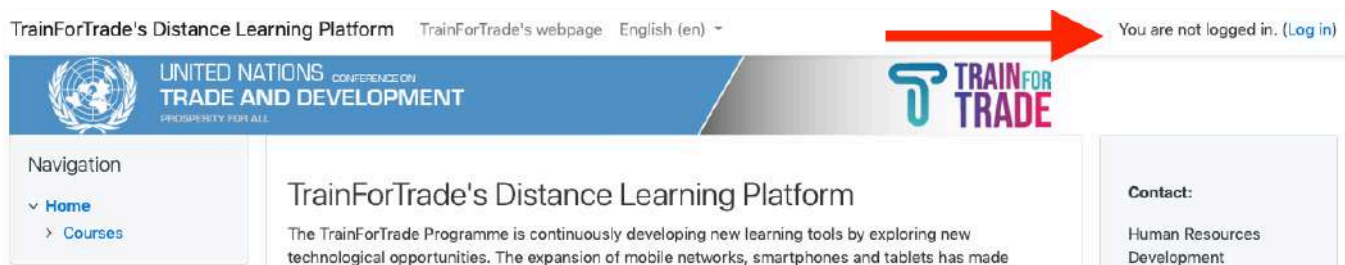 TrainForTrade's Distance Learning Platform TrainForTrade's webpage English (en)
You are not logged in. (Log in)
UNITED NATIONS CONFERENCE ON
TRADE AND DEVELOPMENT
PROSPERITY FOR ALL
TRAIN FOR
TRADE
Navigation
Home
Courses
TrainForTrade's Distance Learning Platform
The TrainForTrade Programme is continuously developing new learning tools by exploring new
technological opportunities. The expansion of mobile networks, smartphones and tablets has made
Contact:
Human Resources
Development